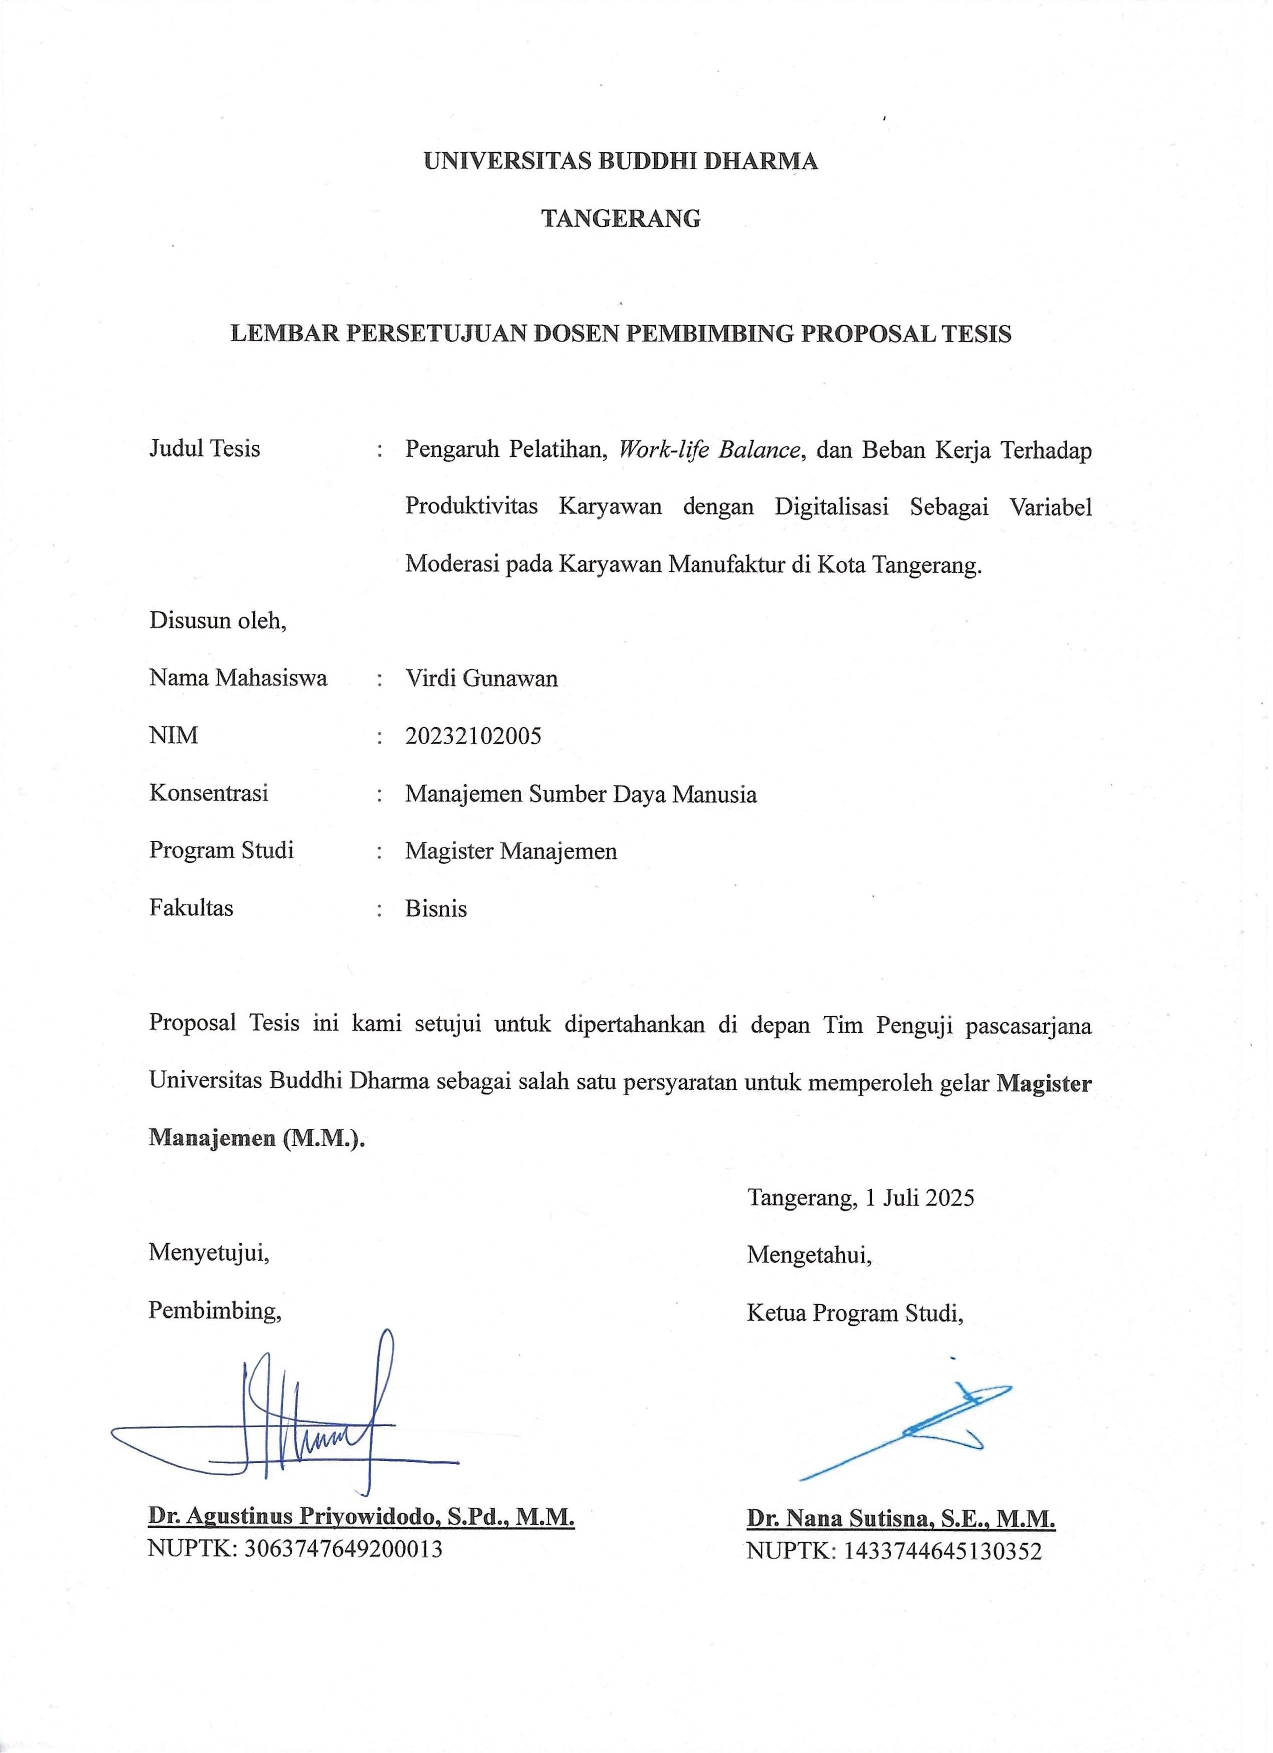 UNIVERSITAS BUDDHI DHARMA
TANGERANG
LEMBAR PERSETUJUAN DOSEN PEMBIMBING PROPOSAL TESIS
Judul Tesis : Pengaruh Pelatihan, Work-life Balance, dan Beban Kerja Terhadap
Produktivitas Karyawan dengan Digitalisasi Sebagai Variabel
Moderasi pada Karyawan Manufaktur di Kota Tangerang.
Disusun oleh,
Nama Mahasiswa : Virdi Gunawan
NIM : 20232102005
Konsentrasi : Manajemen Sumber Daya Manusia
Program Studi : Magister Manajemen
Fakultas : Bisnis
Proposal Tesis ini kami setujui untuk dipertahankan di depan Tim Penguji pascasarjana
Universitas Buddhi Dharma sebagai salah satu persyaratan untuk memperoleh gelar Magister
Manajemen (M.M.).
Tangerang, 1 Juli 2025
Menyetujui,
Pembimbing,
Dr. Agustinus Priyowidodo, S.Pd., M.M.
NUPTK: 3063747649200013
Mengetahui,
Ketua Program Studi,
Dr. Nana Sutisna, S.E., M.M.
NUPTK: 1433744645130352